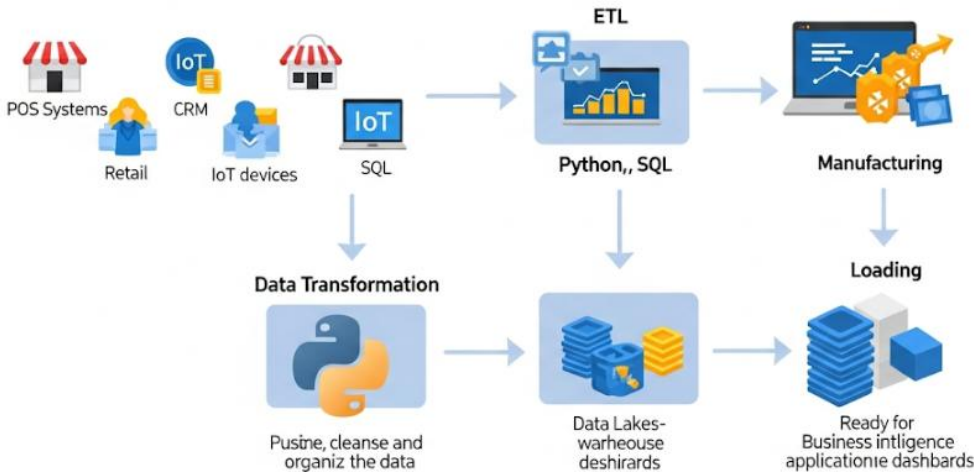 ETL
IoT
POS Systems
CRM
Retail
IoT devices
IoT
SQL
Python,, SQL
Manufacturing
Data Transformation
Loading
Pusine, cleanse and
organiz the data
Data Lakes-
warheouse
deshirards
Ready for
Business intligence
applicationie dashbards